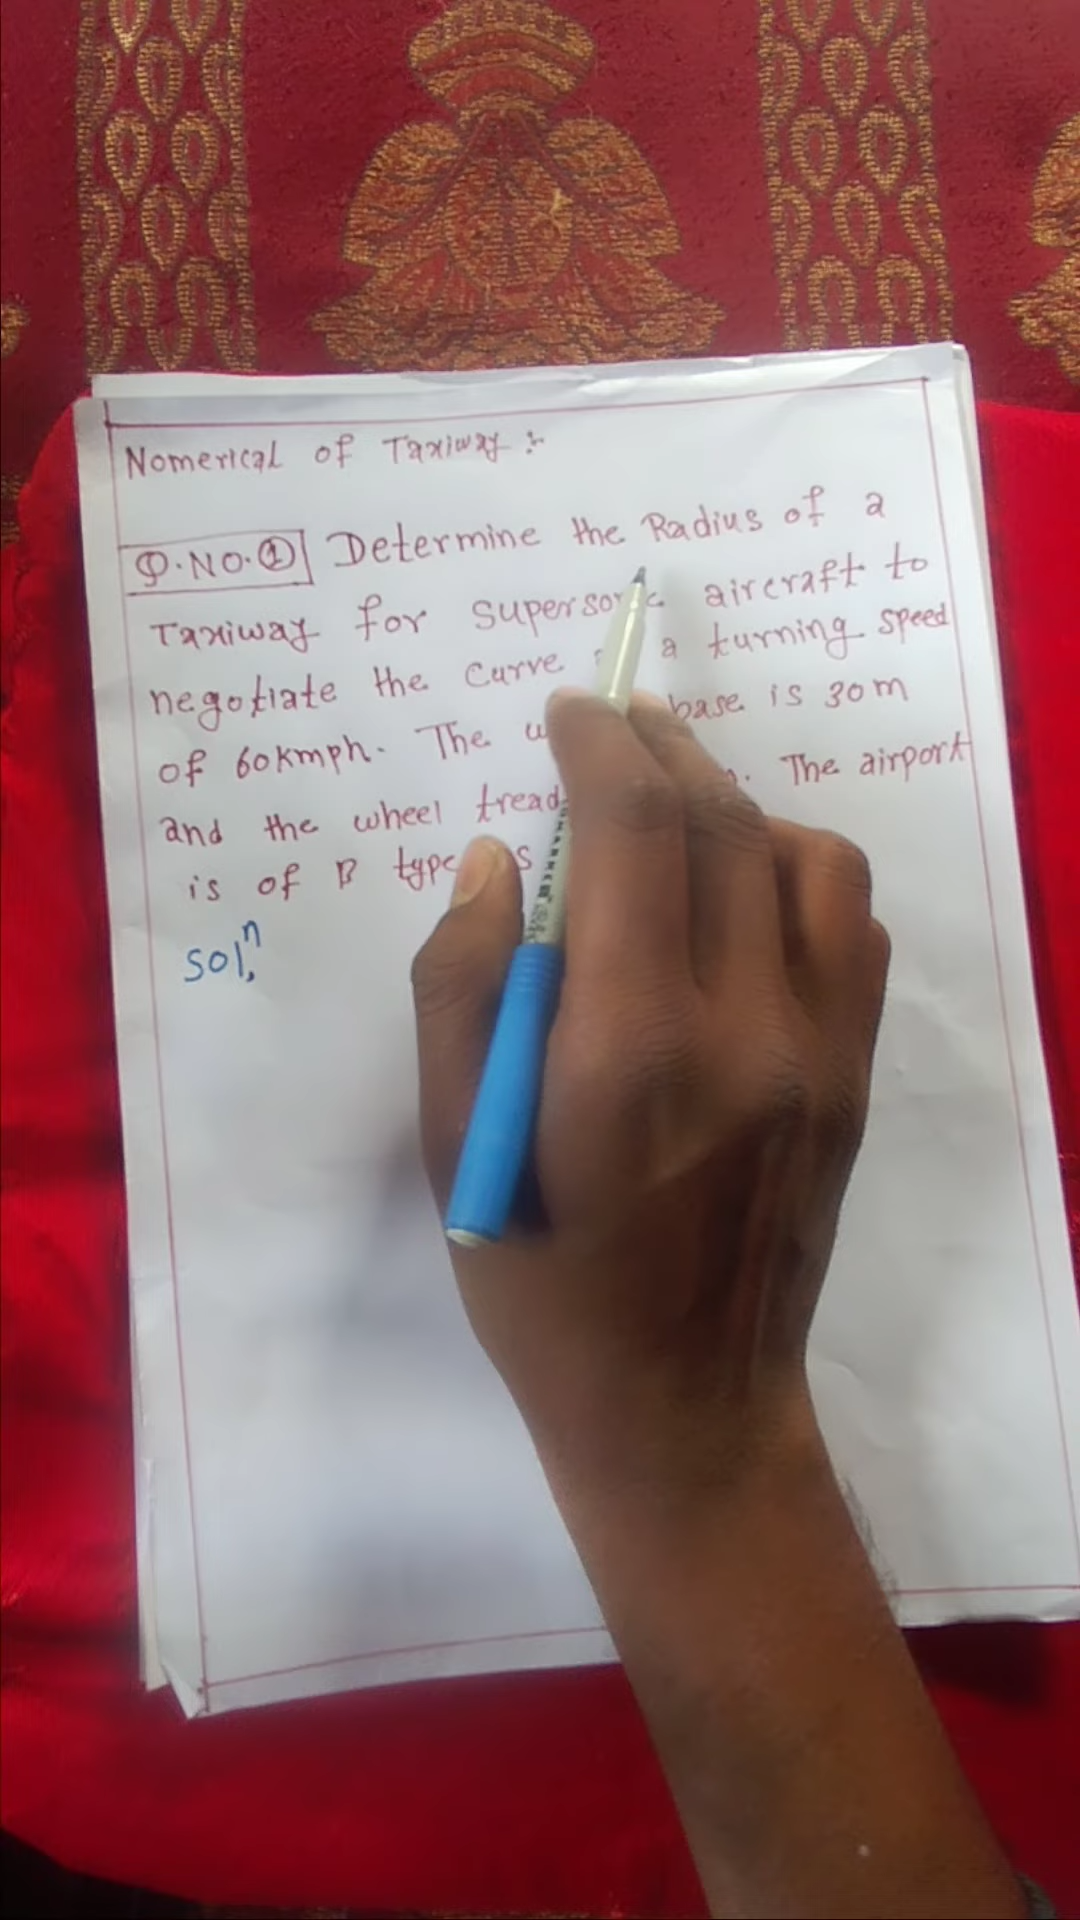 Nomerical of Taxiway :-
Q.NO.① Determine the Radius of a
Taxiway for supersonic aircraft to
negotiate the curve a turning speed
of 60kmph. The base is 30m
and the wheel tread The airport
is of B type
Solⁿ.